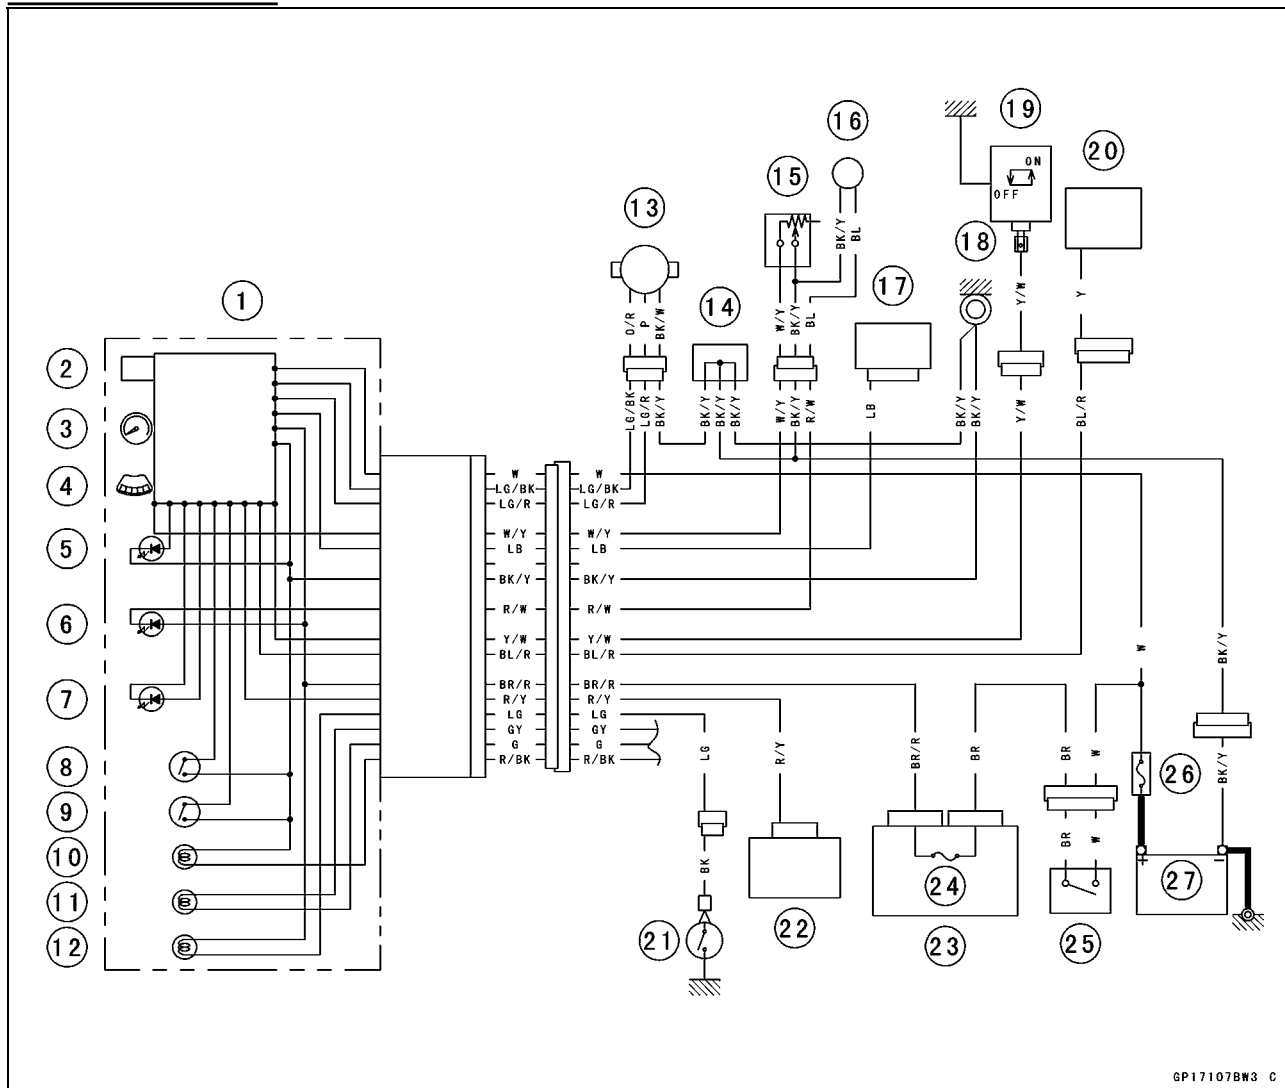 19
16
20
ON
15
OFF
13
BK/Y
BL
18
17
1
14
Y/W
Y
O/R
P
BK/W
W/Y
BK/Y
BL
2
LG/BK
LG/R
BK/Y
BK/Y
BK/Y
BK/Y
W/Y
BK/Y
R/W
LB
BK/Y
BK/Y
Y/W
BL/R
3
4
W W
LG/BK LG/BK
LG/R LG/R
W/Y W/Y
5
LB LB
BK/Y BK/Y
R/W R/W
6
Y/W Y/W
BL/R BL/R
W
BK/Y
BR/R BR/R
7
R/Y R/Y
LG LG
GY GY
G G
R/BK R/BK
LG
R/Y
BR/R
BR
BR
W
8
26
BK/Y
9
BR
W
10
BK
+
-
24
27
11
21
22
23
25
12
GP17107BW3 C